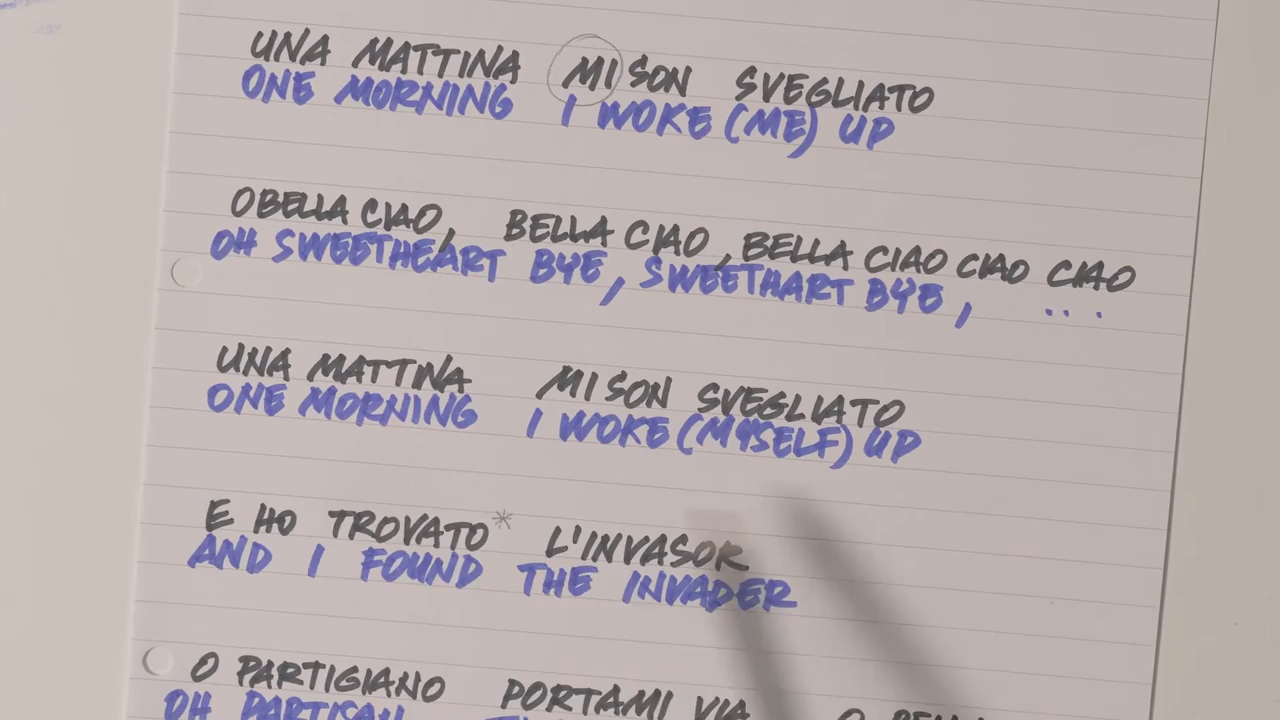 UNA MATTINA MI SON SVEGLIATO
ONE MORNING I WOKE (ME) UP
O BELLA CIAO, BELLA CIAO, BELLA CIAO CIAO CIAO
OH SWEETHEART BYE, SWEETHART BYE, ...
UNA MATTINA MI SON SVEGLIATO
ONE MORNING I WOKE (MYSELF) UP
E HO TROVATO* L'INVASOR
AND I FOUND THE INVADER
O PARTIGIANO PORTAMI VIA O
OH PARTISAN